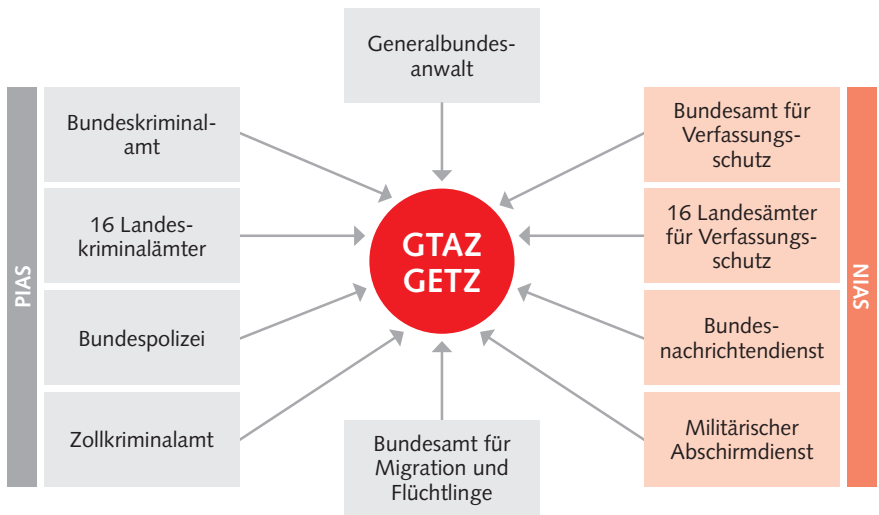 Generalbundes-
anwalt
PIAS
Bundeskriminal-
amt
16 Landes-
kriminalämter
Bundespolizei
Zollkriminalamt
GTAZ
GETZ
Bundesamt für
Migration und
Flüchtlinge
Bundesamt für
Verfassungs-
schutz
16 Landesämter
für Verfassungs-
schutz
Bundes-
nachrichtendienst
Militärischer
Abschirmdienst
NIAS